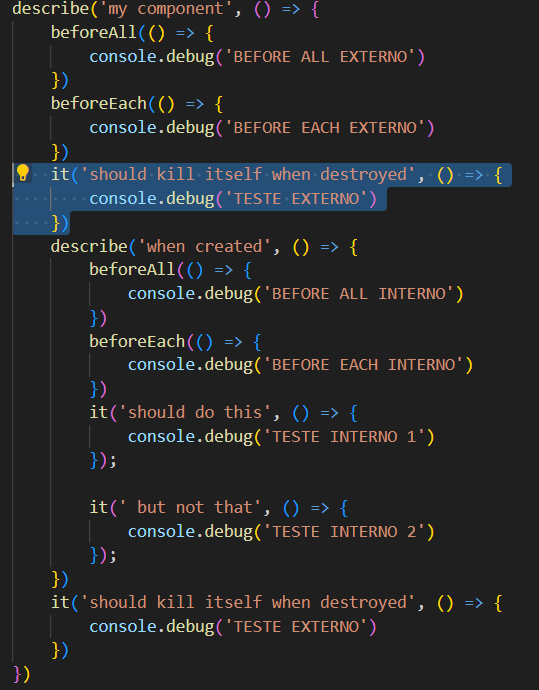 describe('my component', () => {
    beforeAll(() => {
        console.debug('BEFORE ALL EXTERNO')
    })
    beforeEach(() => {
        console.debug('BEFORE EACH EXTERNO')
    })
    it('should kill itself when destroyed', () => {
        console.debug('TESTE EXTERNO')
    })
    describe('when created', () => {
        beforeAll(() => {
            console.debug('BEFORE ALL INTERNO')
        })
        beforeEach(() => {
            console.debug('BEFORE EACH INTERNO')
        })
        it('should do this', () => {
            console.debug('TESTE INTERNO 1')
        });

        it(' but not that', () => {
            console.debug('TESTE INTERNO 2')
        });
    })
    it('should kill itself when destroyed', () => {
        console.debug('TESTE EXTERNO')
    })
})